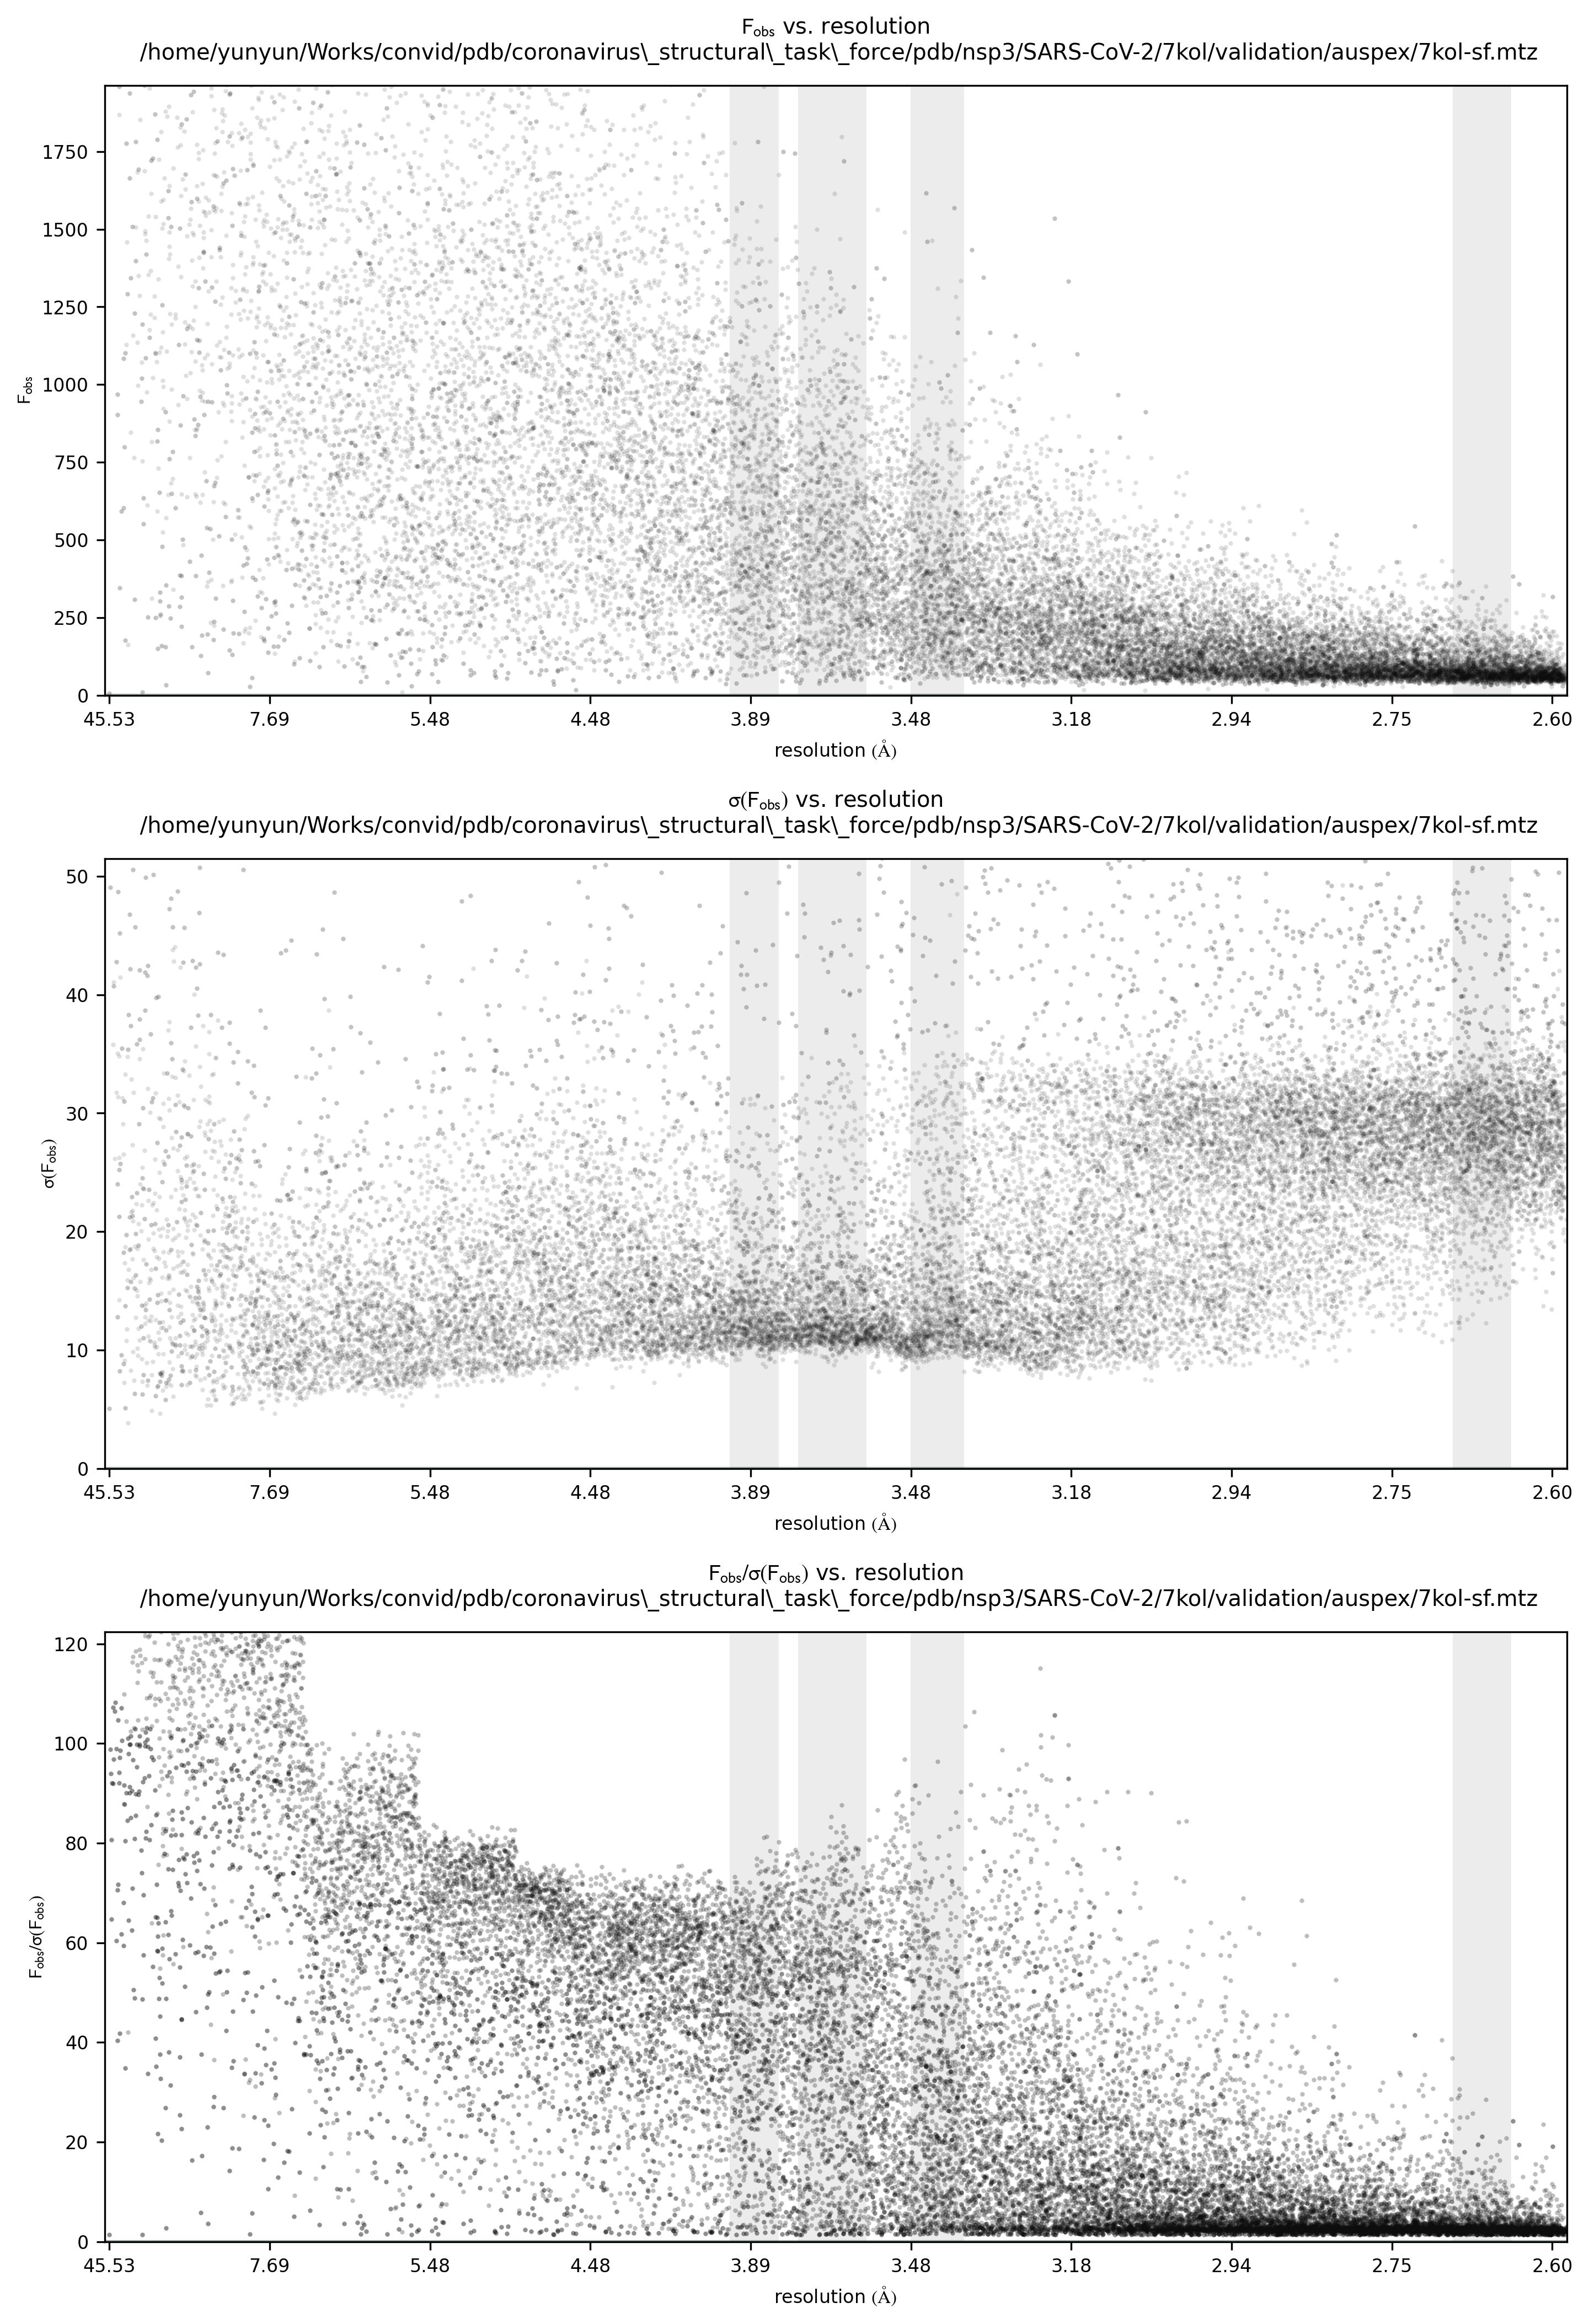 Fobs vs. resolution
/home/yunyun/Works/convid/pdb/coronavirus\_structural\_task\_force/pdb/nsp3/SARS-CoV-2/7kol/validation/auspex/7kol-sf.mtz
1750
1500
1250
1000
750
500
250
0
Fobs
45.53 7.69 5.48 4.48 3.89 3.48 3.18 2.94 2.75 2.60
resolution (Å)
σ(Fobs) vs. resolution
/home/yunyun/Works/convid/pdb/coronavirus\_structural\_task\_force/pdb/nsp3/SARS-CoV-2/7kol/validation/auspex/7kol-sf.mtz
50
40
30
20
10
0
σ(Fobs)
45.53 7.69 5.48 4.48 3.89 3.48 3.18 2.94 2.75 2.60
resolution (Å)
Fobs/σ(Fobs) vs. resolution
/home/yunyun/Works/convid/pdb/coronavirus\_structural\_task\_force/pdb/nsp3/SARS-CoV-2/7kol/validation/auspex/7kol-sf.mtz
120
100
80
60
40
20
0
Fobs/σ(Fobs)
45.53 7.69 5.48 4.48 3.89 3.48 3.18 2.94 2.75 2.60
resolution (Å)